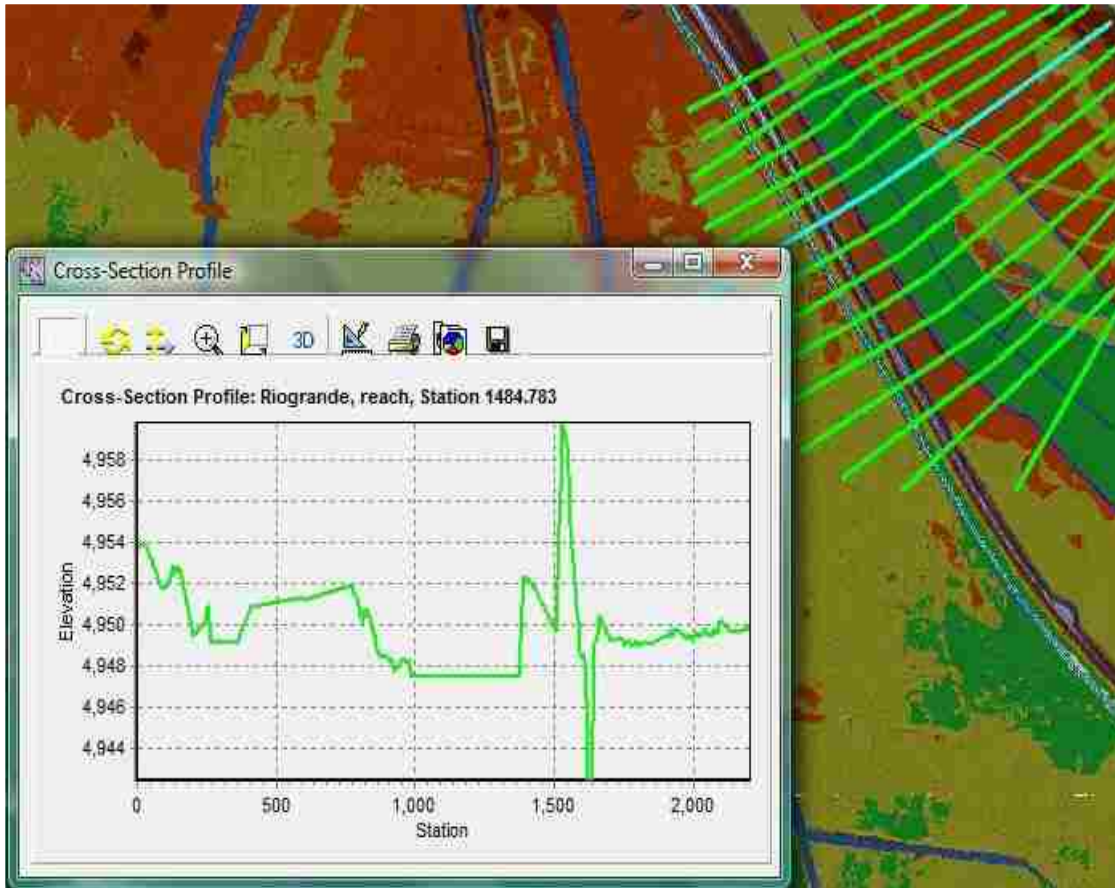 Cross-Section Profile
3D
Cross-Section Profile: Riogrande, reach, Station 1484.783
4,958
4,956
4,954
4,952
4,950
4,948
4,946
4,944
Elevation
0 500 1,000 1,500 2,000
Station